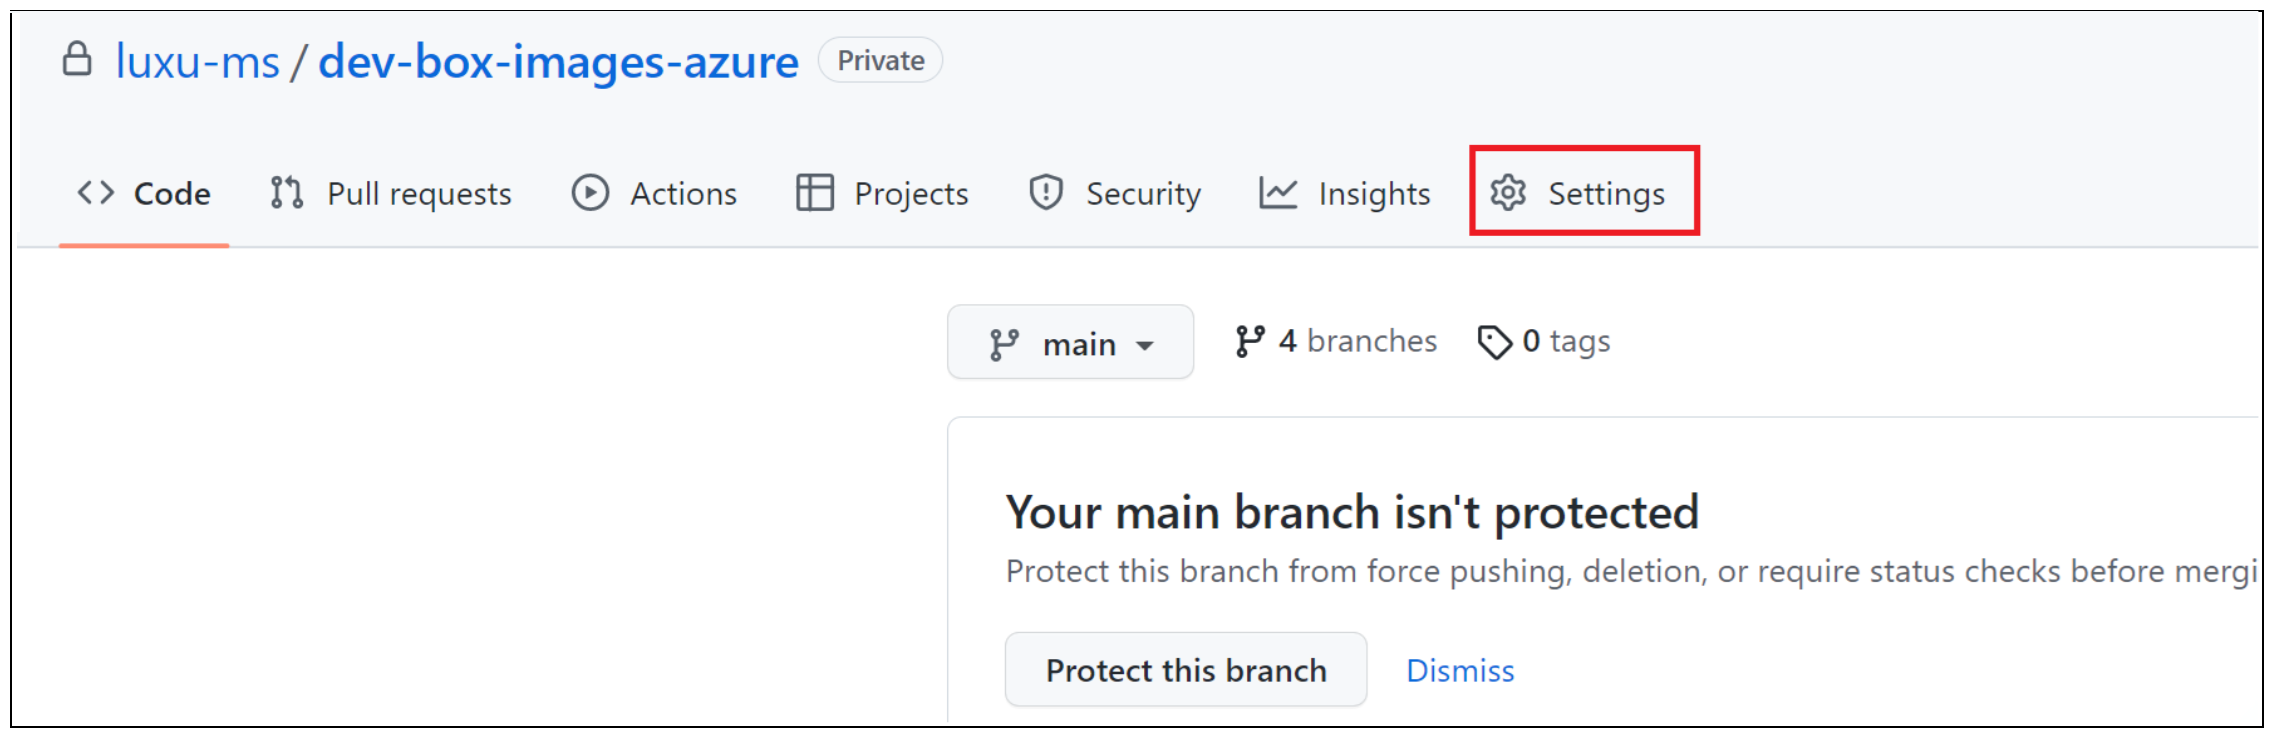 luxu-ms / dev-box-images-azure Private
Code Pull requests Actions Projects Security Insights Settings
main 4 branches 0 tags
Your main branch isn't protected
Protect this branch from force pushing, deletion, or require status checks before mergi
Protect this branch Dismiss